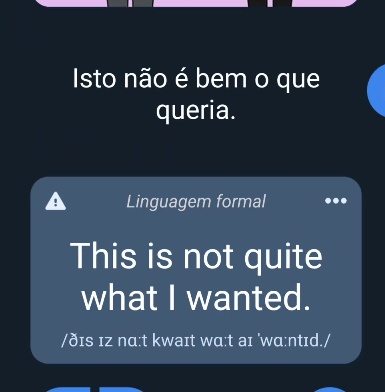 Isto não é bem o que
queria.
Linguagem formal
This is not quite
what I wanted.
/ðɪs ɪz nɑːt kwaɪt wɑːt aɪ ˈwɑːntɪd./